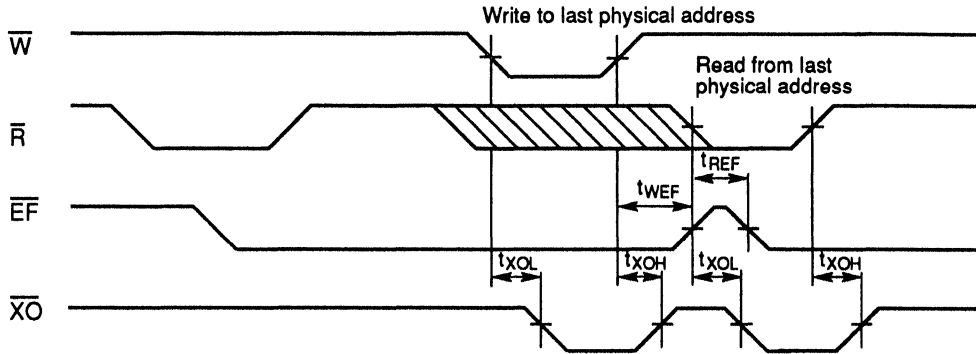 Write to last physical address
W
Read from last
physical address
R
tREF
tWEF
EF
tXOL
tXOH
tXOL
tXOH
XO